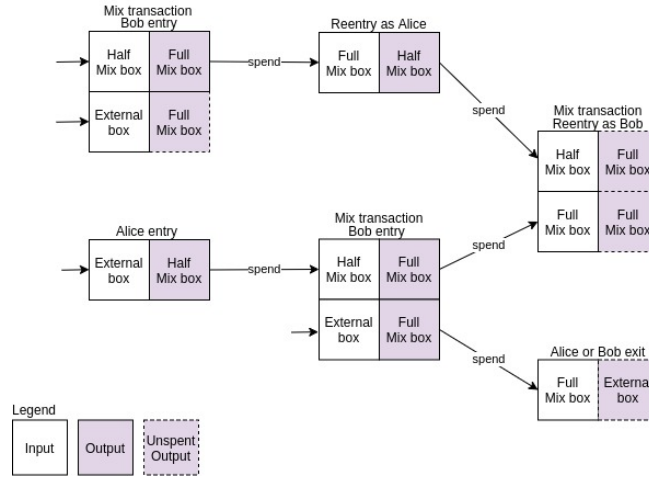 Mix transaction
Bob entry
Half
Mix box
Full
Mix box
External
box
Full
Mix box
spend
Reentry as Alice
Full
Mix box
Half
Mix box
spend
Mix transaction
Reentry as Bob
Half
Mix box
Full
Mix box
Full
Mix box
Full
Mix box
Alice entry
External
box
Half
Mix box
spend
Mix transaction
Bob entry
Half
Mix box
Full
Mix box
External
box
Full
Mix box
spend
spend
Alice or Bob exit
Full
Mix box
External
box
Legend
Input
Output
Unspent
Output